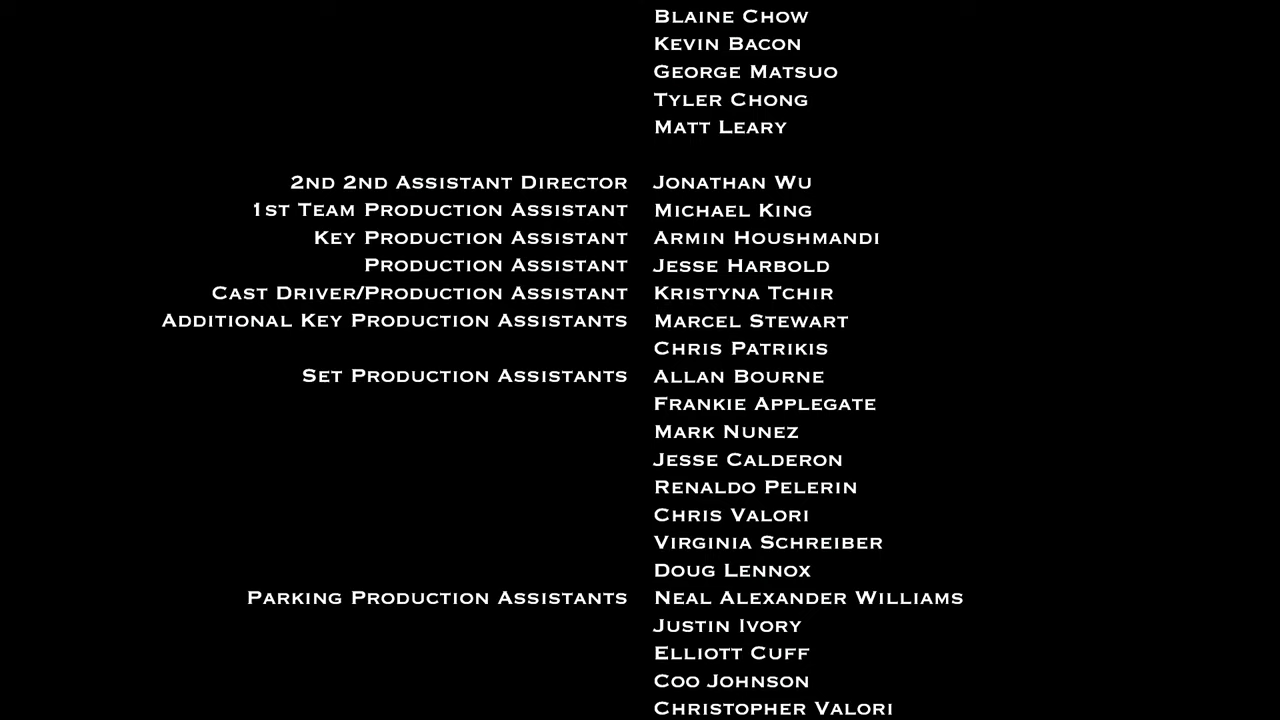 Blaine Chow
Kevin Bacon
George Matsuo
Tyler Chong
Matt Leary
2nd 2nd Assistant Director Jonathan Wu
1st Team Production Assistant Michael King
Key Production Assistant Armin Houshmandi
Production Assistant Jesse Harbold
Cast Driver/Production Assistant Kristyna Tchir
Additional Key Production Assistants Marcel Stewart
Chris Patrikis
Set Production Assistants Allan Bourne
Frankie Applegate
Mark Nunez
Jesse Calderon
Renaldo Pelerin
Chris Valori
Virginia Schreiber
Doug Lennox
Parking Production Assistants Neal Alexander Williams
Justin Ivory
Elliott Cuff
Coo Johnson
Christopher Valori